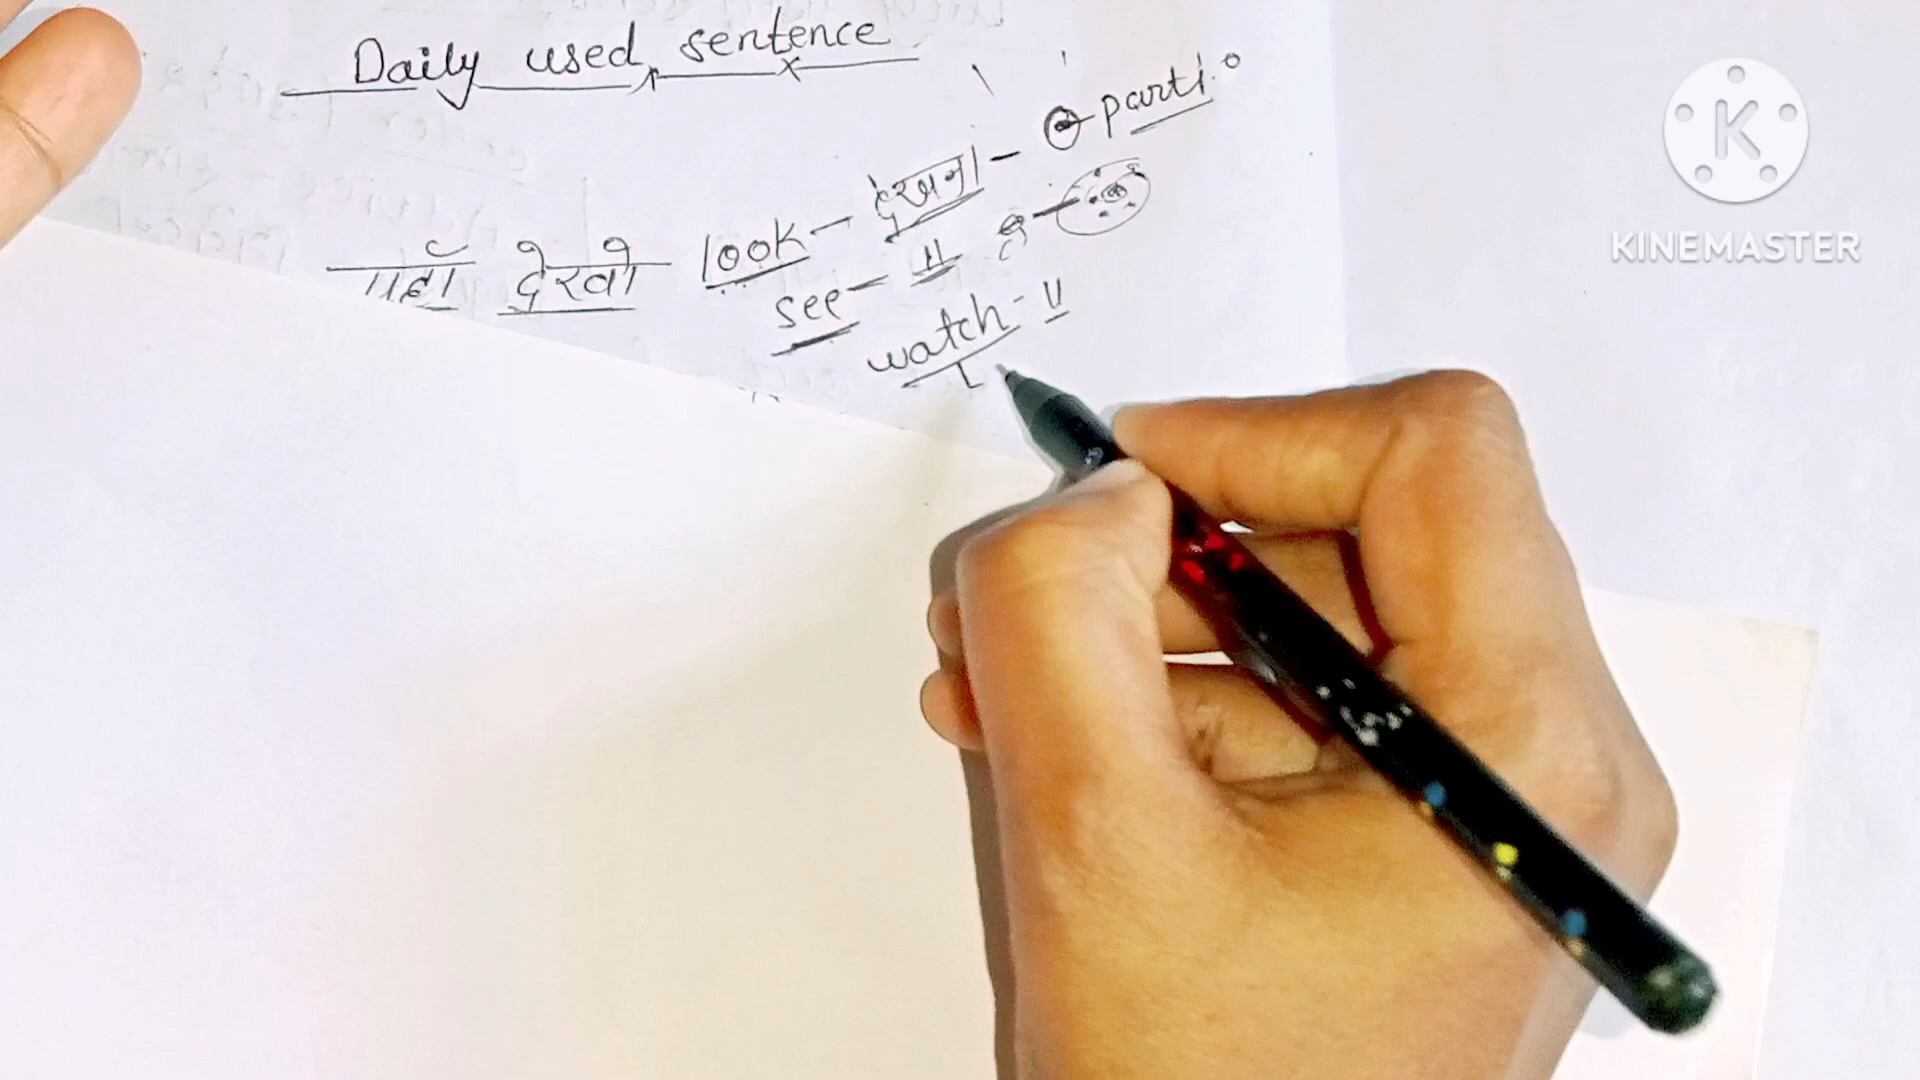 Daily used sentence
यहाँ देखो look - देखना - parti.
see - "
watch - "
K
KINEMASTER